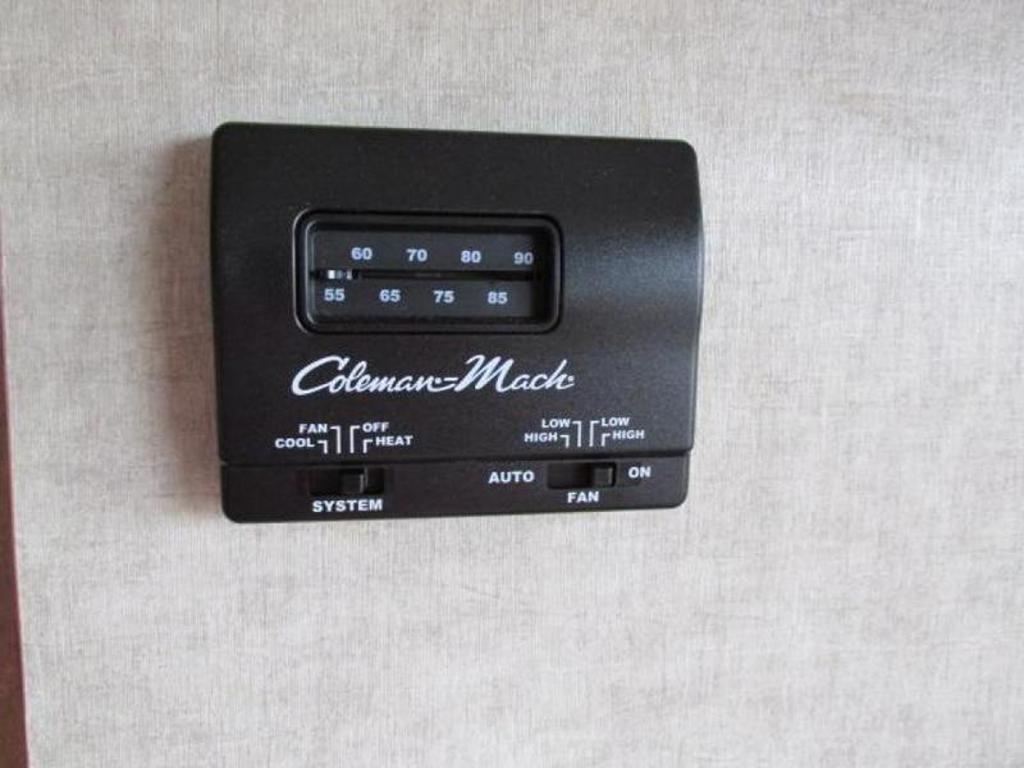 60 70 80 90
55 65 75 85
Coleman-Mach
FAN OFF
COOL HEAT
LOW LOW
HIGH HIGH
AUTO ON
SYSTEM
FAN